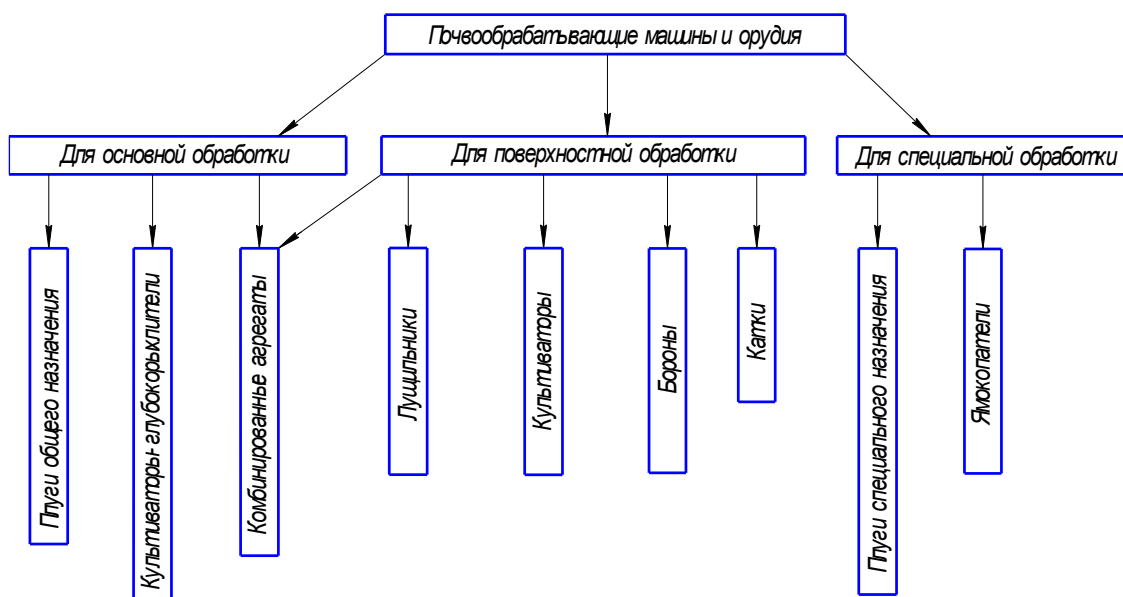 Почвообрабатывающие машины и орудия
Для основной обработки
Для поверхностной обработки
Для специальной обработки
Плуги общего назначения
Культиваторы-глубокорыхлители
Комбинированные агрегаты
Лущильники
Культиваторы
Бороны
Катки
Плуги специального назначения
Ямокопатели